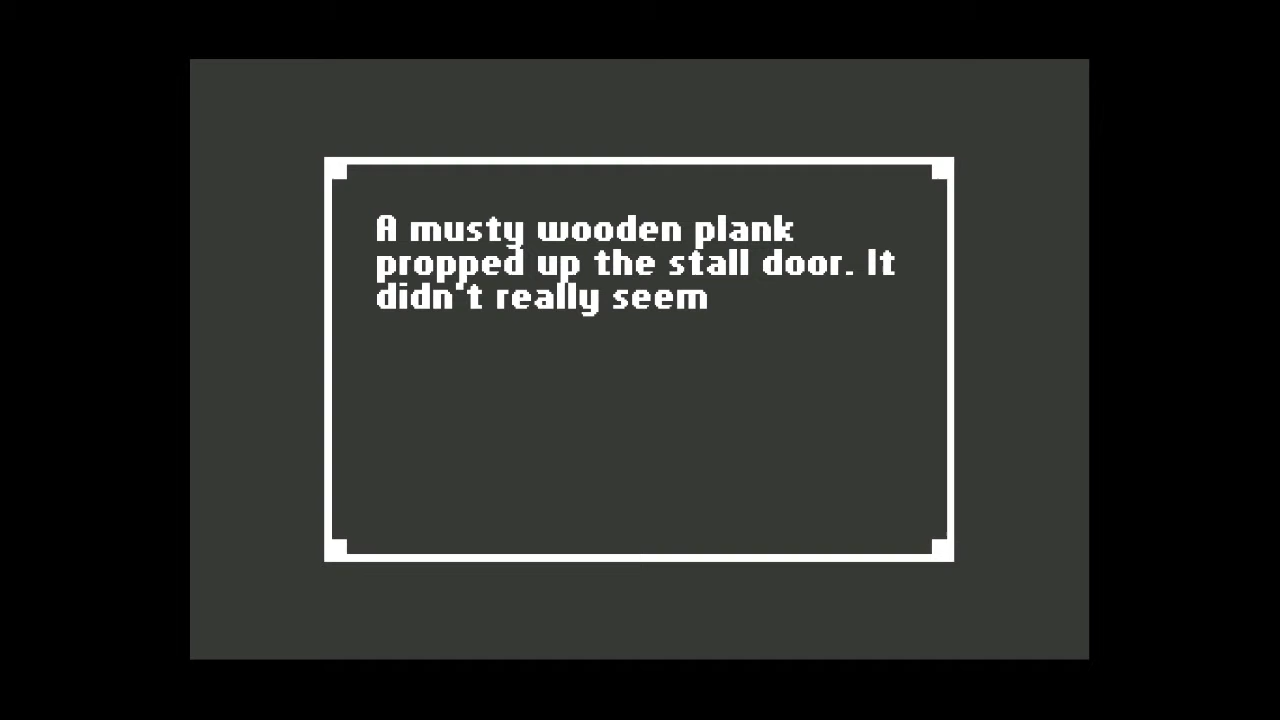 A musty wooden plank
propped up the stall door. It
didn't really seem